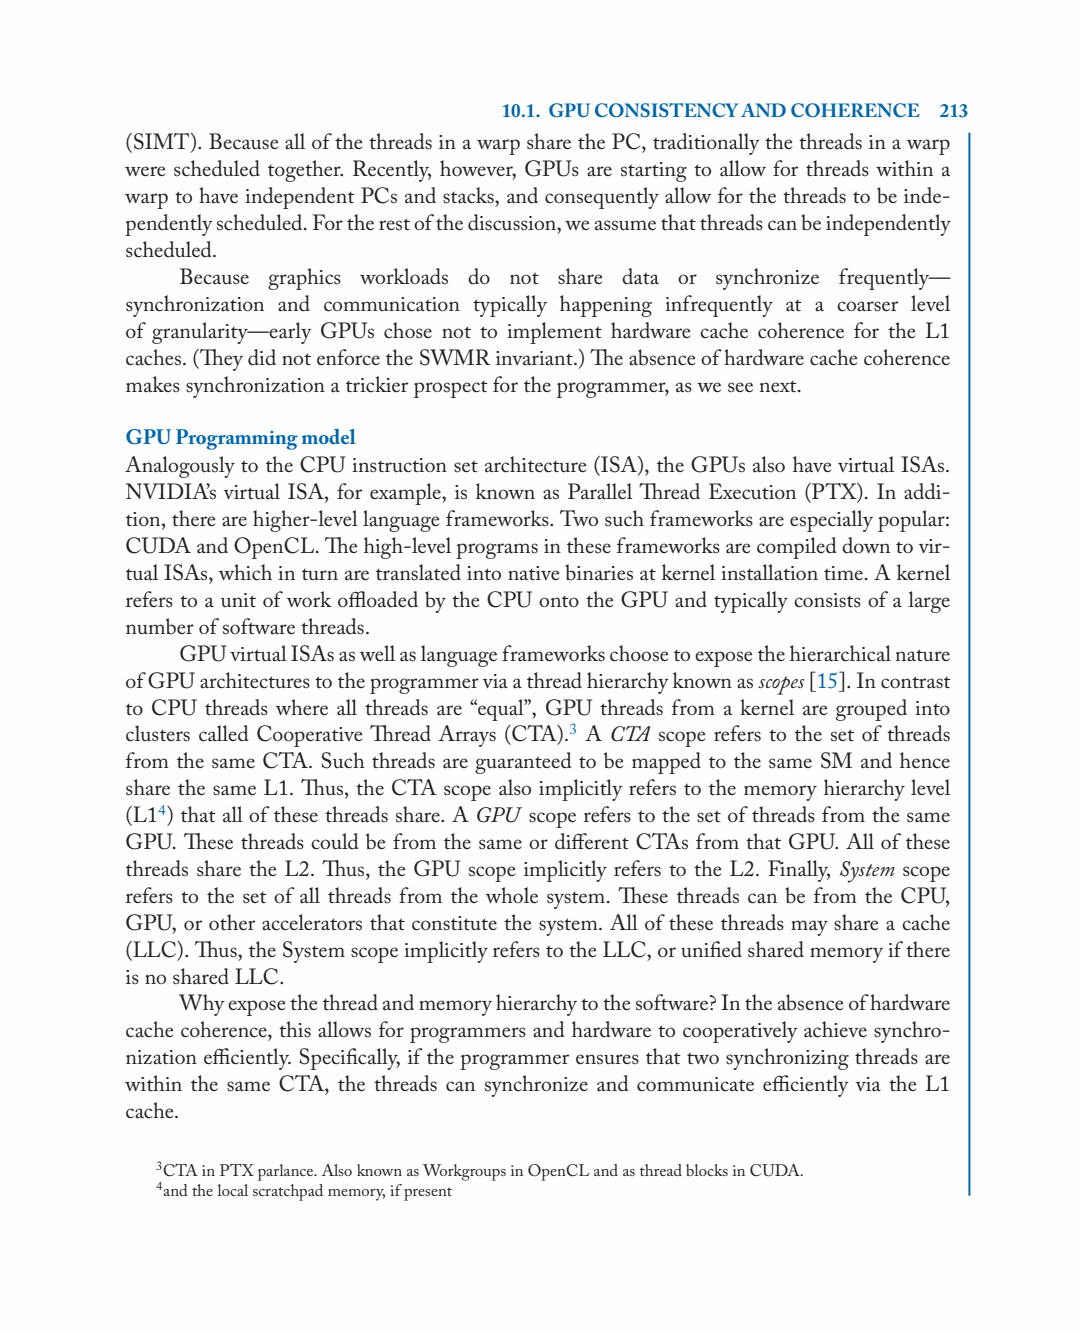 10.1. GPU CONSISTENCY AND COHERENCE 213
(SIMT). Because all of the threads in a warp share the PC, traditionally the threads in a warp
were scheduled together. Recently, however, GPUs are starting to allow for threads within a
warp to have independent PCs and stacks, and consequently allow for the threads to be inde-
pendently scheduled. For the rest of the discussion, we assume that threads can be independently
scheduled.
Because graphics workloads do not share data or synchronize frequently—
synchronization and communication typically happening infrequently at a coarser level
of granularity—early GPUs chose not to implement hardware cache coherence for the L1
caches. (They did not enforce the SWMR invariant.) The absence of hardware cache coherence
makes synchronization a trickier prospect for the programmer, as we see next.
GPU Programming model
Analogously to the CPU instruction set architecture (ISA), the GPUs also have virtual ISAs.
NVIDIA's virtual ISA, for example, is known as Parallel Thread Execution (PTX). In addi-
tion, there are higher-level language frameworks. Two such frameworks are especially popular:
CUDA and OpenCL. The high-level programs in these frameworks are compiled down to vir-
tual ISAs, which in turn are translated into native binaries at kernel installation time. A kernel
refers to a unit of work offloaded by the CPU onto the GPU and typically consists of a large
number of software threads.
GPU virtual ISAs as well as language frameworks choose to expose the hierarchical nature
of GPU architectures to the programmer via a thread hierarchy known as scopes [15]. In contrast
to CPU threads where all threads are “equal”, GPU threads from a kernel are grouped into
clusters called Cooperative Thread Arrays (CTA).³ A CTA scope refers to the set of threads
from the same CTA. Such threads are guaranteed to be mapped to the same SM and hence
share the same L1. Thus, the CTA scope also implicitly refers to the memory hierarchy level
(L1⁴) that all of these threads share. A GPU scope refers to the set of threads from the same
GPU. These threads could be from the same or different CTAs from that GPU. All of these
threads share the L2. Thus, the GPU scope implicitly refers to the L2. Finally, System scope
refers to the set of all threads from the whole system. These threads can be from the CPU,
GPU, or other accelerators that constitute the system. All of these threads may share a cache
(LLC). Thus, the System scope implicitly refers to the LLC, or unified shared memory if there
is no shared LLC.
Why expose the thread and memory hierarchy to the software? In the absence of hardware
cache coherence, this allows for programmers and hardware to cooperatively achieve synchro-
nization efficiently. Specifically, if the programmer ensures that two synchronizing threads are
within the same CTA, the threads can synchronize and communicate efficiently via the L1
cache.
³CTA in PTX parlance. Also known as Workgroups in OpenCL and as thread blocks in CUDA.
⁴and the local scratchpad memory, if present